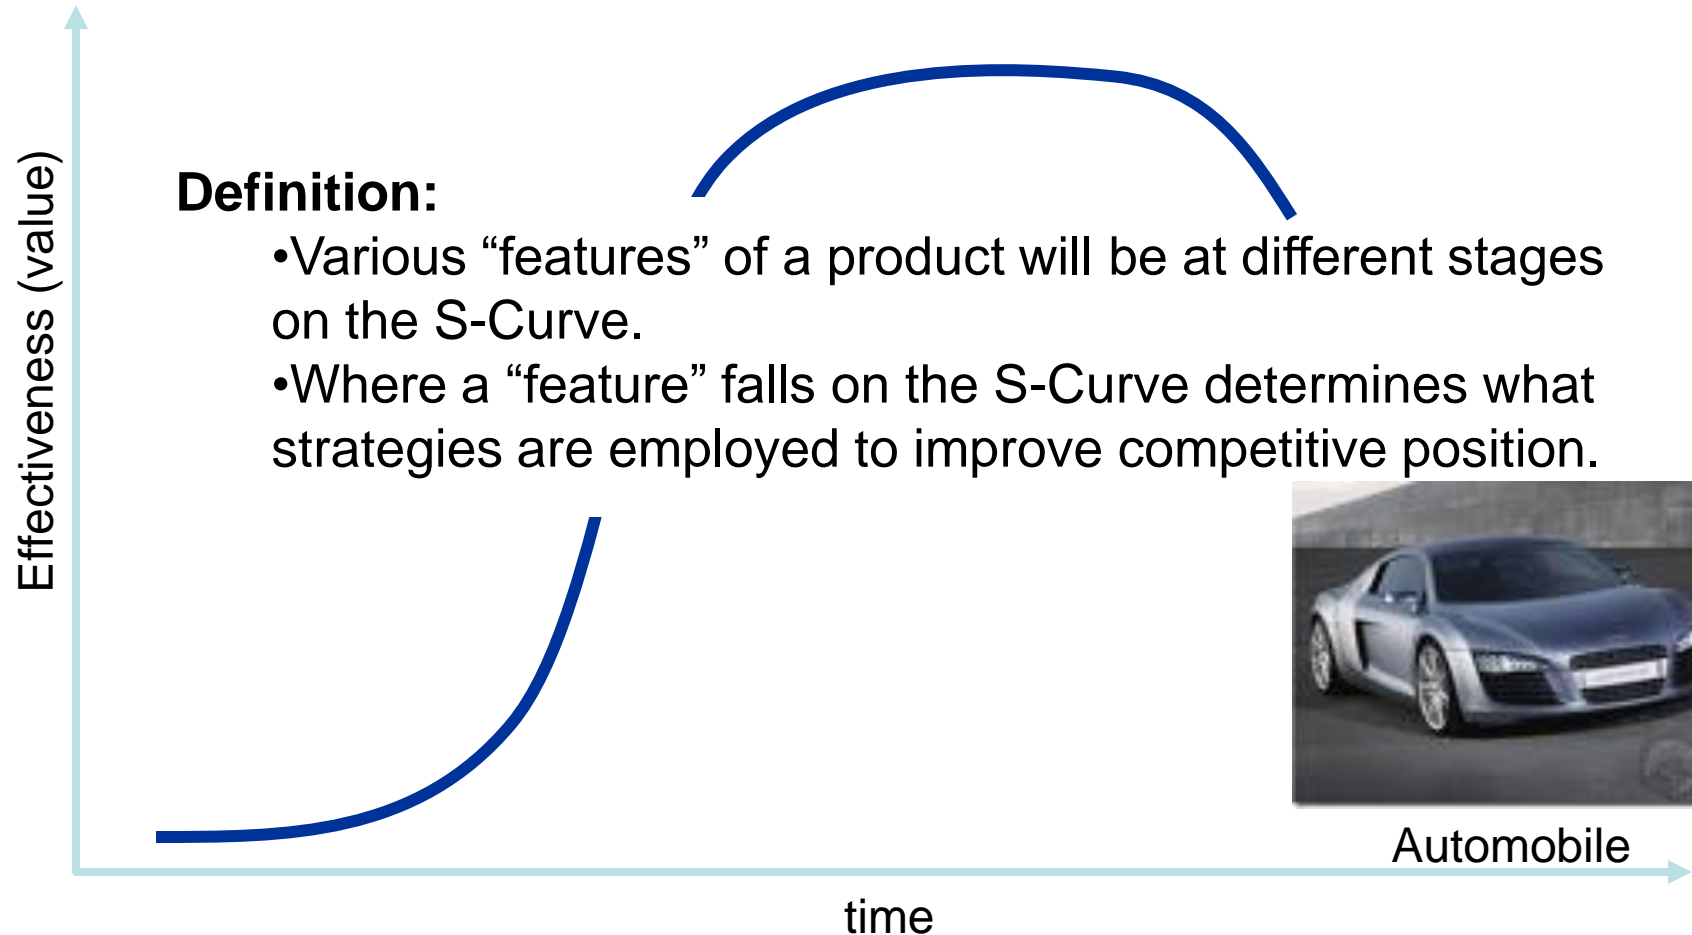 Effectiveness (value)
Definition:
•Various “features” of a product will be at different stages
on the S-Curve.
•Where a “feature” falls on the S-Curve determines what
strategies are employed to improve competitive position.
Automobile
time